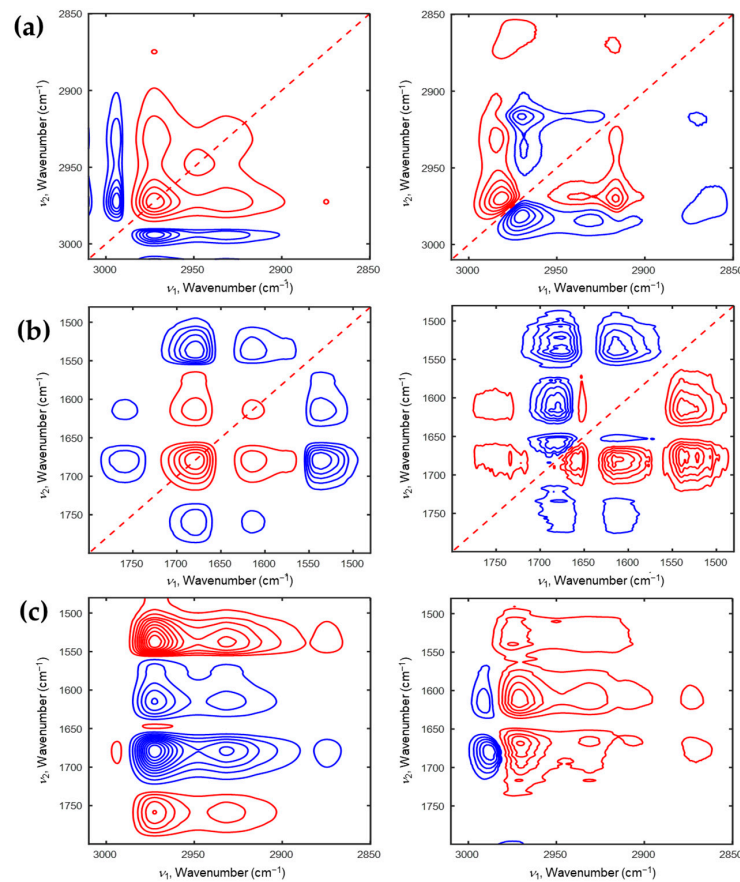 (a)
2850
2900
2950
3000
ν2, Wavenumber (cm−1)
3000 2950 2900 2850
ν1, Wavenumber (cm−1)
2850
2900
2950
3000
ν2, Wavenumber (cm−1)
3000 2950 2900 2850
ν1, Wavenumber (cm−1)
(b)
1500
1550
1600
1650
1700
1750
ν2, Wavenumber (cm−1)
1750 1700 1650 1600 1550 1500
ν1, Wavenumber (cm−1)
1500
1550
1600
1650
1700
1750
ν2, Wavenumber (cm−1)
1750 1700 1650 1600 1550 1500
ν1, Wavenumber (cm−1)
(c)
1500
1550
1600
1650
1700
1750
ν2, Wavenumber (cm−1)
3000 2950 2900 2850
ν1, Wavenumber (cm−1)
1500
1550
1600
1650
1700
1750
ν2, Wavenumber (cm−1)
3000 2950 2900 2850
ν1, Wavenumber (cm−1)